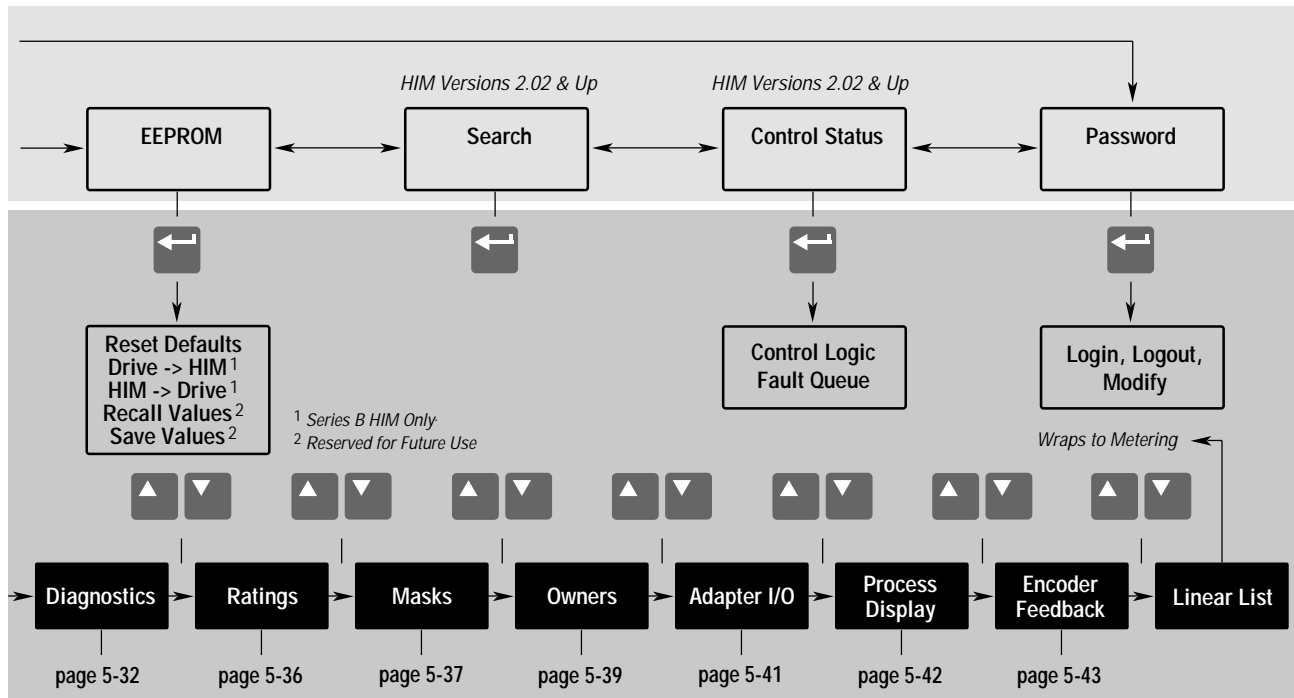 HIM Versions 2.02 & Up
HIM Versions 2.02 & Up
EEPROM
Search
Control Status
Password
Reset Defaults
Drive -> HIM 1
HIM -> Drive 1
Recall Values 2
Save Values 2
1 Series B HIM Only.
2 Reserved for Future Use
Control Logic
Fault Queue
Login, Logout,
Modify
Wraps to Metering
Diagnostics
Ratings
Masks
Owners
Adapter I/O
Process
Display
Encoder
Feedback
Linear List
page 5-32
page 5-36
page 5-37
page 5-39
page 5-41
page 5-42
page 5-43